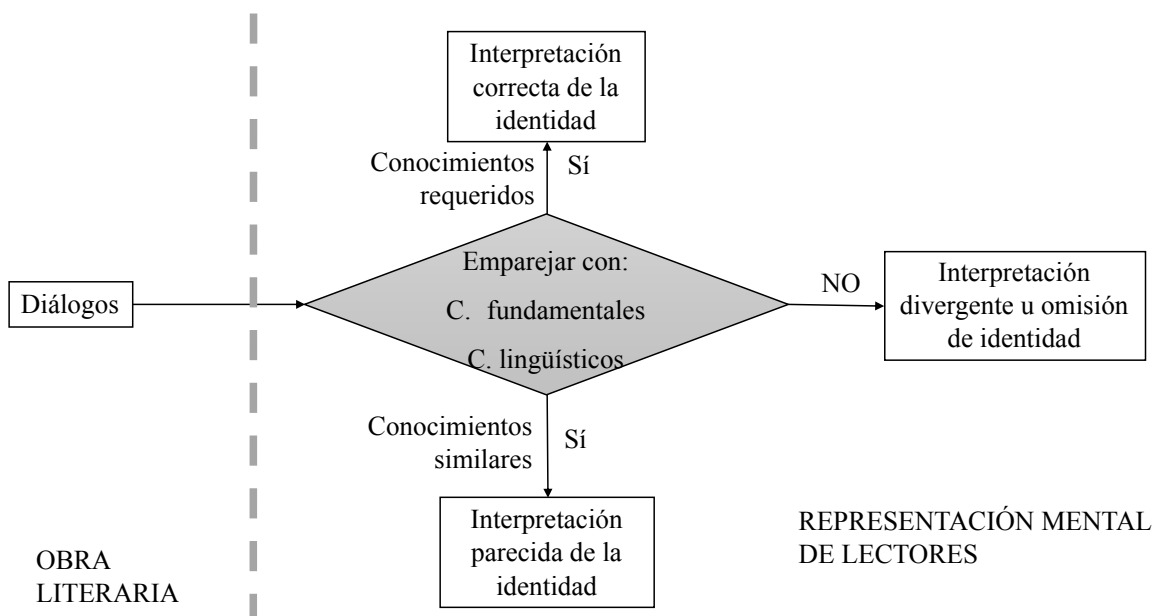 Interpretación
correcta de la
identidad
Conocimientos
requeridos
Sí
Diálogos
Emparejar con:
C. fundamentales
C. lingüísticos
NO
Interpretación
divergente u omisión
de identidad
Conocimientos
similares
Sí
Interpretación
parecida de la
identidad
OBRA
LITERARIA
REPRESENTACIÓN MENTAL
DE LECTORES